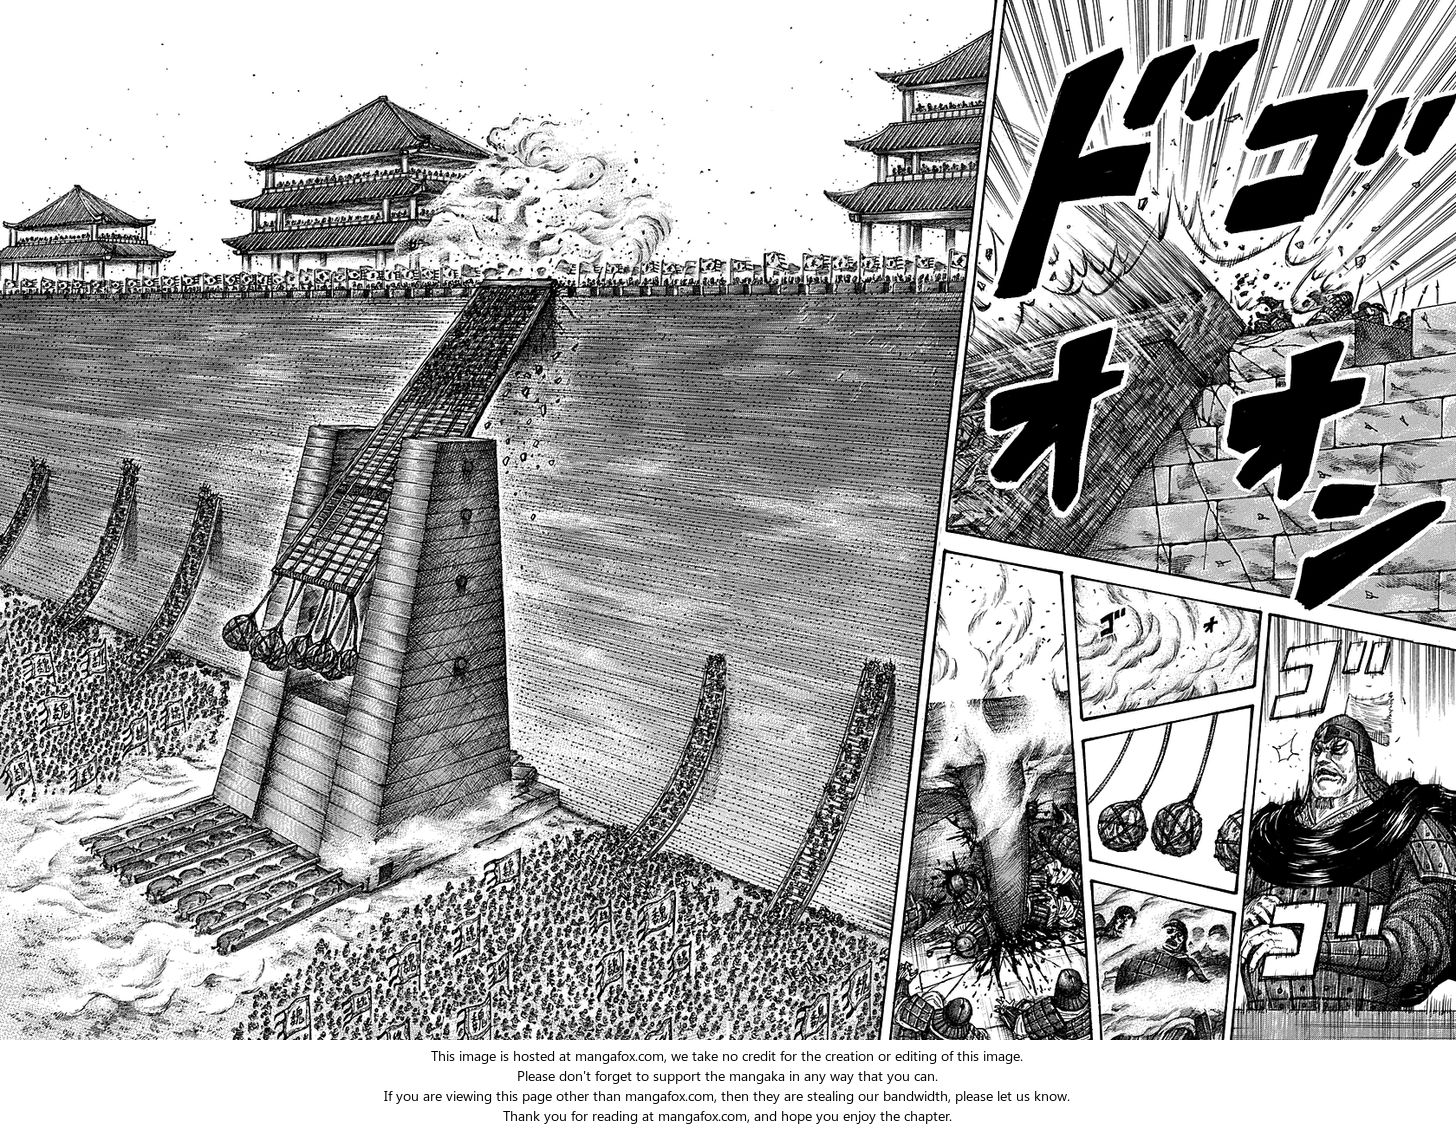 ドゴ
オオン
ゴ
オ
ゴ
ゴ
This image is hosted at mangafox.com, we take no credit for the creation or editing of this image.
Please don't forget to support the mangaka in any way that you can.
If you are viewing this page other than mangafox.com, then they are stealing our bandwidth, please let us know.
Thank you for reading at mangafox.com, and hope you enjoy the chapter.